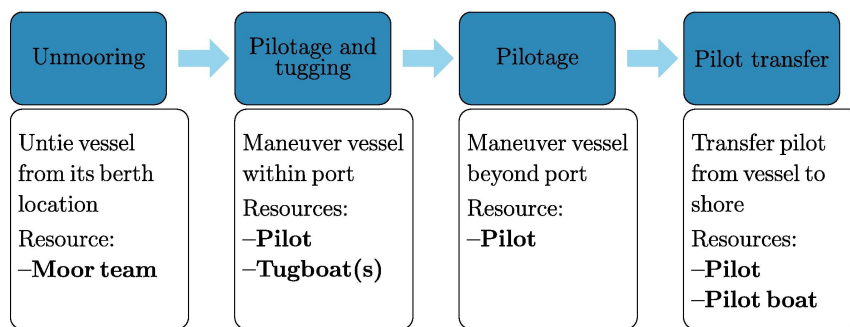 Unmooring
Pilotage and
tugging
Pilotage
Pilot transfer
Untie vessel
from its berth
location
Resource:
–Moor team
Maneuver vessel
within port
Resources:
–Pilot
–Tugboat(s)
Maneuver vessel
beyond port
Resource:
–Pilot
Transfer pilot
from vessel to
shore
Resources:
–Pilot
–Pilot boat